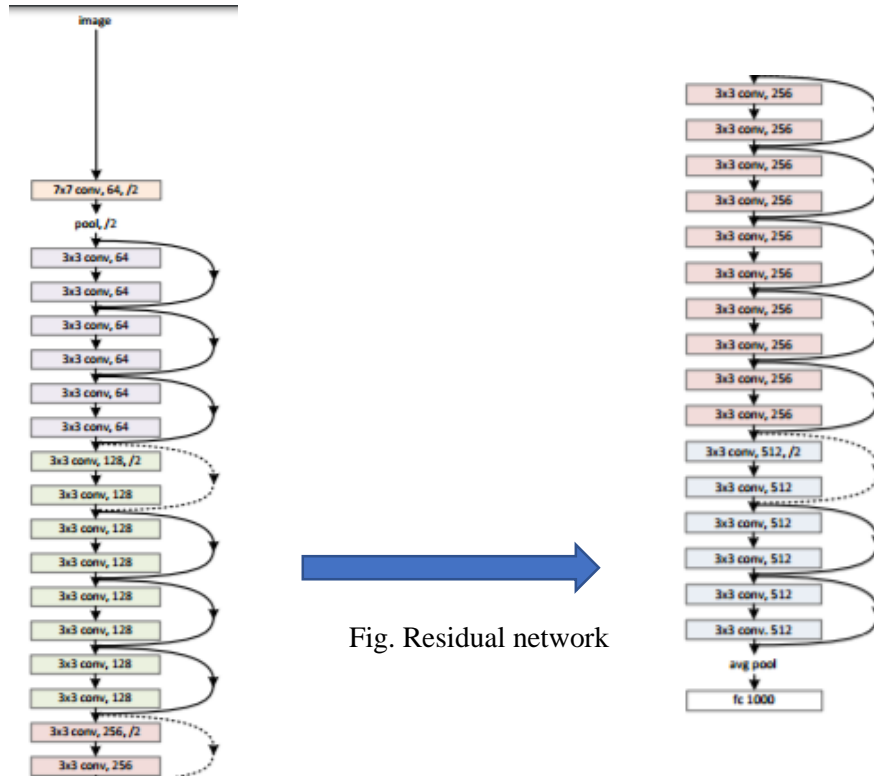 image
7x7 conv, 64, /2
pool, /2
3x3 conv, 64
3x3 conv, 64
3x3 conv, 64
3x3 conv, 64
3x3 conv, 64
3x3 conv, 64
3x3 conv, 128, /2
3x3 conv, 128
3x3 conv, 128
3x3 conv, 128
3x3 conv, 128
3x3 conv, 128
3x3 conv, 128
3x3 conv, 128
3x3 conv, 256, /2
3x3 conv, 256
Fig. Residual network
3x3 conv, 256
3x3 conv, 256
3x3 conv, 256
3x3 conv, 256
3x3 conv, 256
3x3 conv, 256
3x3 conv, 256
3x3 conv, 256
3x3 conv, 256
3x3 conv, 256
3x3 conv, 512, /2
3x3 conv, 512
3x3 conv, 512
3x3 conv, 512
3x3 conv, 512
3x3 conv. 512
avg pool
fc 1000